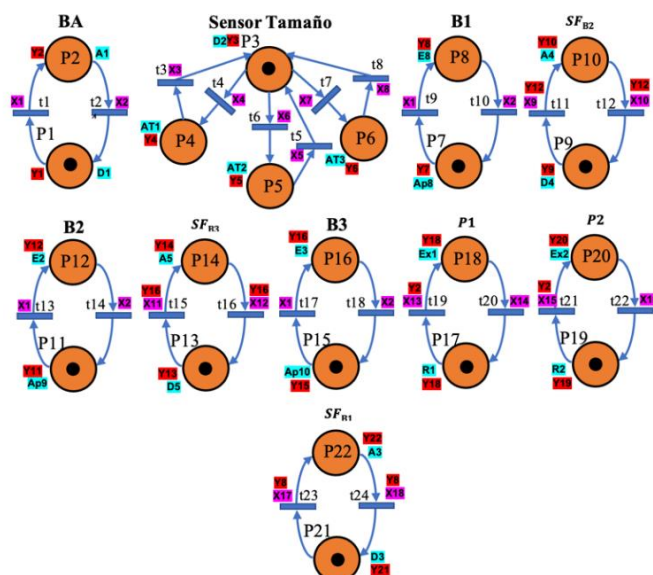 BA
Sensor Tamaño
B1
SF_B2
Y2
P2
A1
X1
t1
t2
X2
P1
Y1
D1
D2
Y3
P3
t3
X3
t4
X4
t6
X6
X7
t7
t8
X8
t5
X5
AT1
Y4
P4
AT2
Y5
P5
P6
AT3
Y6
E8
P8
X1
t9
t10
X2
P7
Y7
Ap8
Y10
A4
P10
Y12
X9
t11
t12
Y12
X10
P9
Y9
D4
B2
SF_B3
B3
P1
P2
Y12
E2
P12
X1
t13
t14
X2
P11
Y11
Ap9
Y14
A5
P14
Y16
X11
t15
t16
Y16
X12
P13
Y13
D5
Y16
E3
P16
X1
t17
t18
X2
P15
Ap10
Y15
Ex1
P18
Y2
X13
t19
t20
X14
P17
R1
Y18
Y20
Ex2
P20
Y2
X15
t21
t22
X1
P19
R2
Y19
Y22
A3
P22
Y8
X17
t23
t24
Y8
X18
P21
D3
Y21